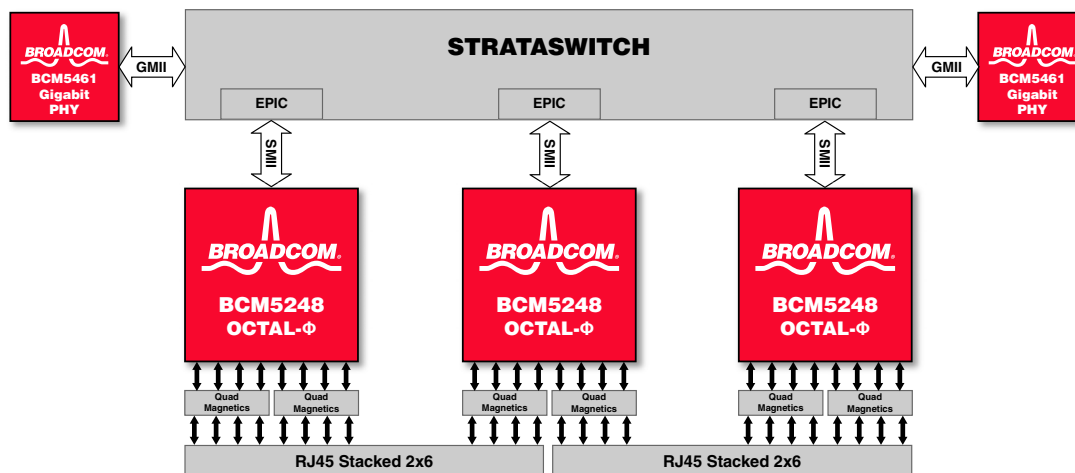 STRATASWITCH
BROADCOM®
BCM5461
Gigabit
PHY
GMII
GMII
BROADCOM®
BCM5461
Gigabit
PHY
EPIC
EPIC
EPIC
SMII
SMII
SMII
BROADCOM®
BCM5248
OCTAL-Φ
BROADCOM®
BCM5248
OCTAL-Φ
BROADCOM®
BCM5248
OCTAL-Φ
Quad
Magnetics
Quad
Magnetics
Quad
Magnetics
Quad
Magnetics
Quad
Magnetics
Quad
Magnetics
RJ45 Stacked 2x6
RJ45 Stacked 2x6